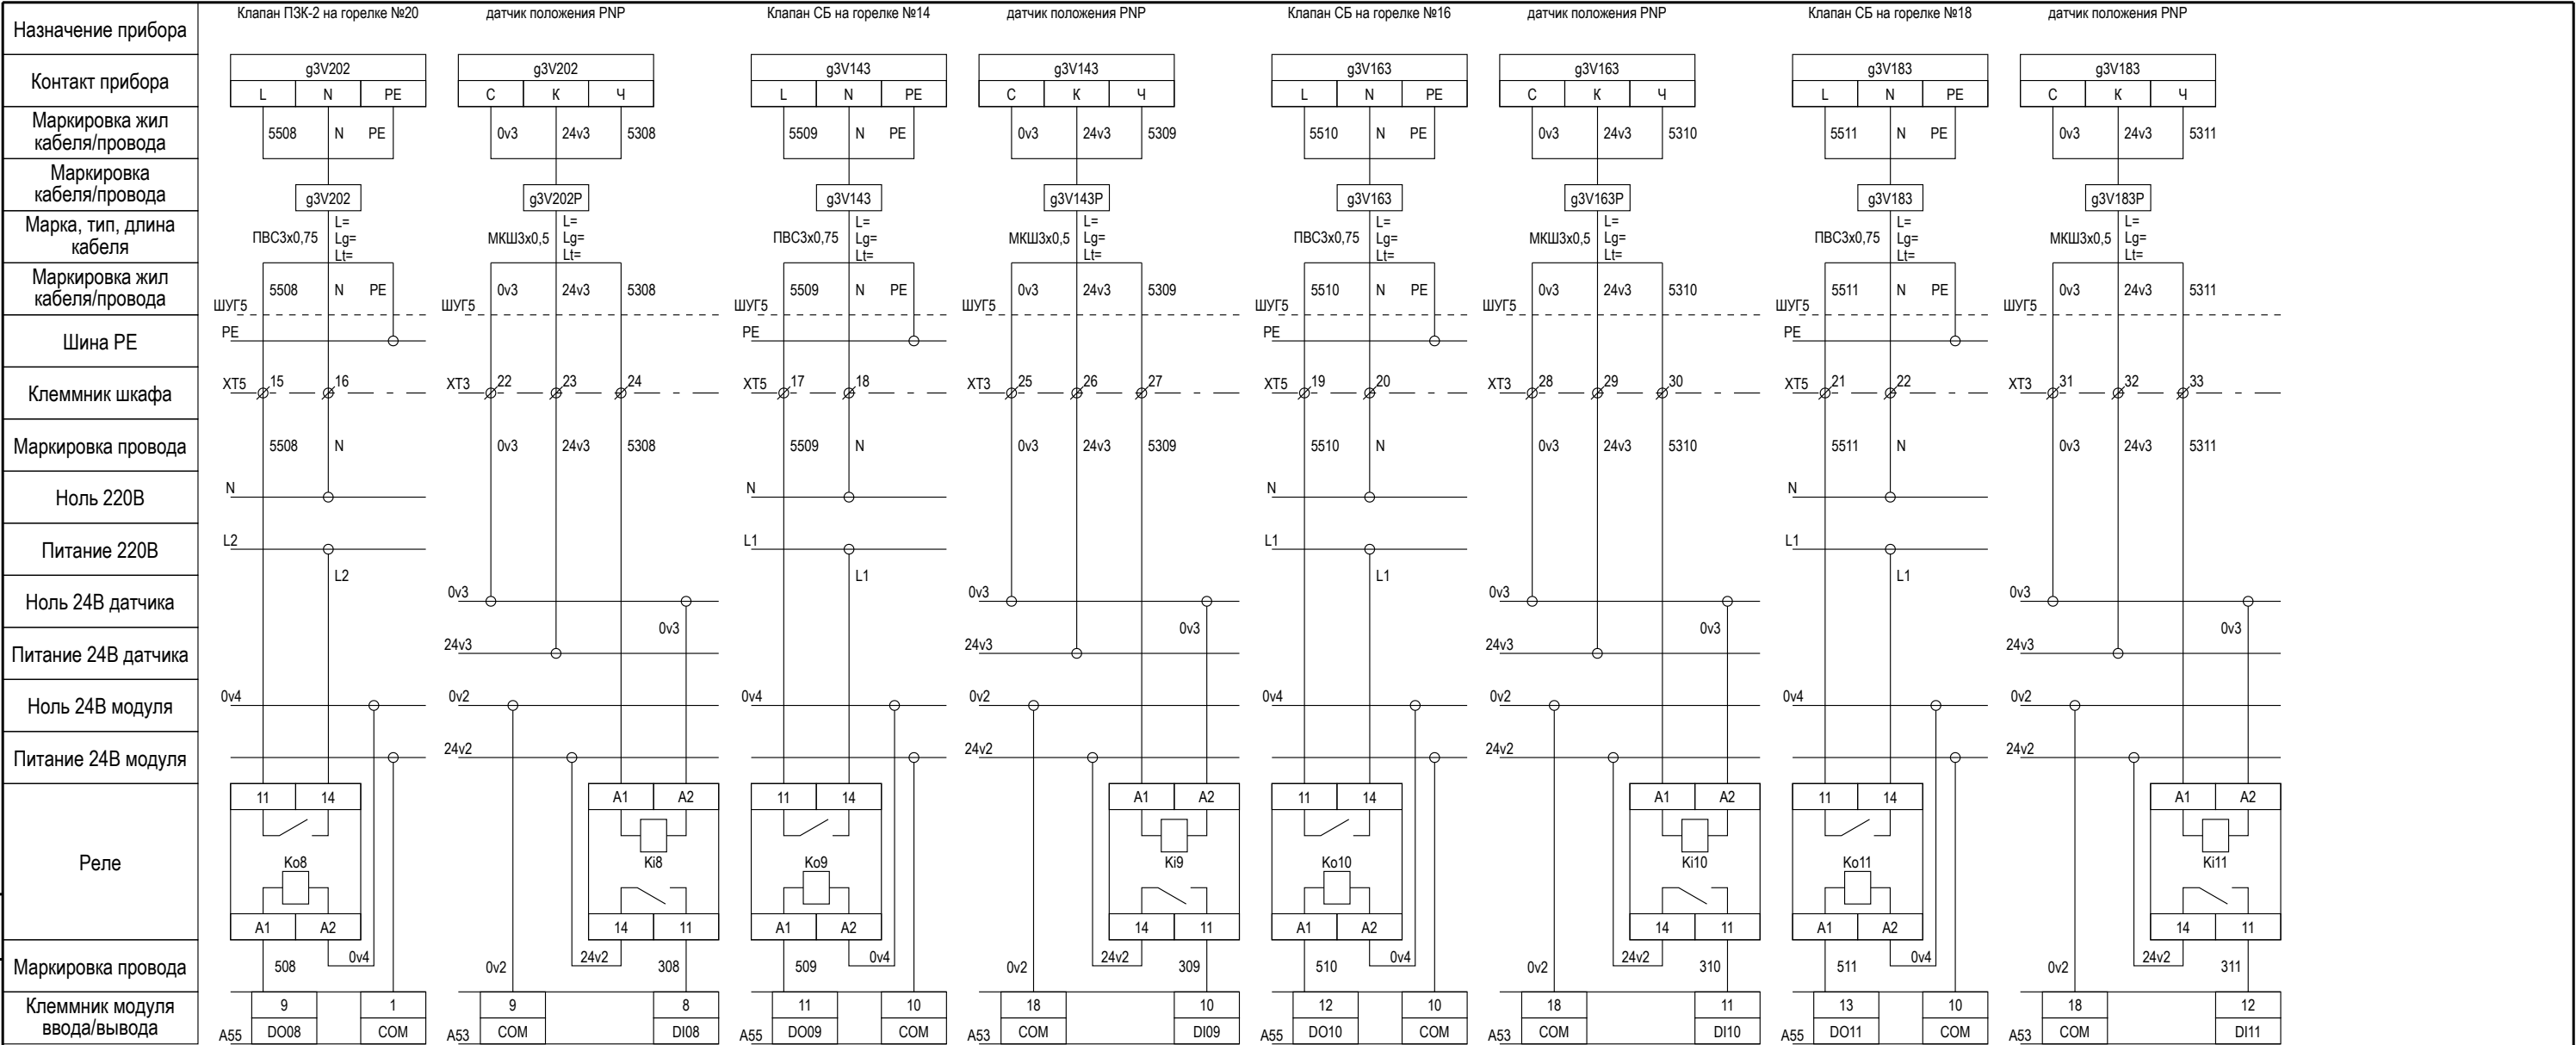 Назначение прибора
Клапан ПЗК-2 на горелке №20 датчик положения PNP Клапан СБ на горелке №14 датчик положения PNP Клапан СБ на горелке №16 датчик положения PNP Клапан СБ на горелке №18 датчик положения PNP
Контакт прибора
g3V202 g3V202 g3V143 g3V143 g3V163 g3V163 g3V183 g3V183
L N PE С К Ч L N PE С К Ч L N PE С К Ч L N PE С К Ч
Маркировка жил
кабеля/провода
5508 N PE 0v3 24v3 5308 5509 N PE 0v3 24v3 5309 5510 N PE 0v3 24v3 5310 5511 N PE 0v3 24v3 5311
Маркировка
кабеля/провода
g3V202 g3V202P g3V143 g3V143P g3V163 g3V163P g3V183 g3V183P
Марка, тип, длина
кабеля
L= L= L= L= L= L= L= L=
ПВС3х0,75 Lg= МКШ3х0,5 Lg= ПВС3х0,75 Lg= МКШ3х0,5 Lg= ПВС3х0,75 Lg= МКШ3х0,5 Lg= ПВС3х0,75 Lg= МКШ3х0,5 Lg=
Lt= Lt= Lt= Lt= Lt= Lt= Lt= Lt=
Маркировка жил
кабеля/провода
5508 N PE 0v3 24v3 5308 5509 N PE 0v3 24v3 5309 5510 N PE 0v3 24v3 5310 5511 N PE 0v3 24v3 5311
ШУГ5 ШУГ5 ШУГ5 ШУГ5 ШУГ5 ШУГ5 ШУГ5 ШУГ5
Шина PE
PE PE PE PE
Клеммник шкафа
XT5 15 16 XT3 22 23 24 XT5 17 18 XT3 25 26 27 XT5 19 20 XT3 28 29 30 XT5 21 22 XT3 31 32 33
Маркировка провода
5508 N 0v3 24v3 5308 5509 N 0v3 24v3 5309 5510 N 0v3 24v3 5310 5511 N 0v3 24v3 5311
Ноль 220В
N N N N
Питание 220В
L2 L1 L1 L1
L2 L1 L1 L1
Ноль 24В датчика
0v3 0v3 0v3 0v3
0v3 0v3 0v3 0v3
Питание 24В датчика
24v3 24v3 24v3 24v3
Ноль 24В модуля
0v4 0v2 0v4 0v2 0v4 0v2 0v4 0v2
Питание 24В модуля
24v2 24v2 24v2 24v2
Реле
11 14 A1 A2 11 14 A1 A2 11 14 A1 A2 11 14 A1 A2
Ko8 Ki8 Ko9 Ki9 Ko10 Ki10 Ko11 Ki11
A1 A2 14 11 A1 A2 14 11 A1 A2 14 11 A1 A2 14 11
Маркировка провода
508 0v4 0v2 24v2 308 509 0v4 0v2 24v2 309 510 0v4 0v2 24v2 310 511 0v4 0v2 24v2 311
Клеммник модуля
ввода/вывода
9 1 9 8 11 10 18 10 12 10 18 11 13 10 18 12
A55 DO08 COM A53 COM DI08 A55 DO09 COM A53 COM DI09 A55 DO10 COM A53 COM DI10 A55 DO11 COM A53 COM DI11